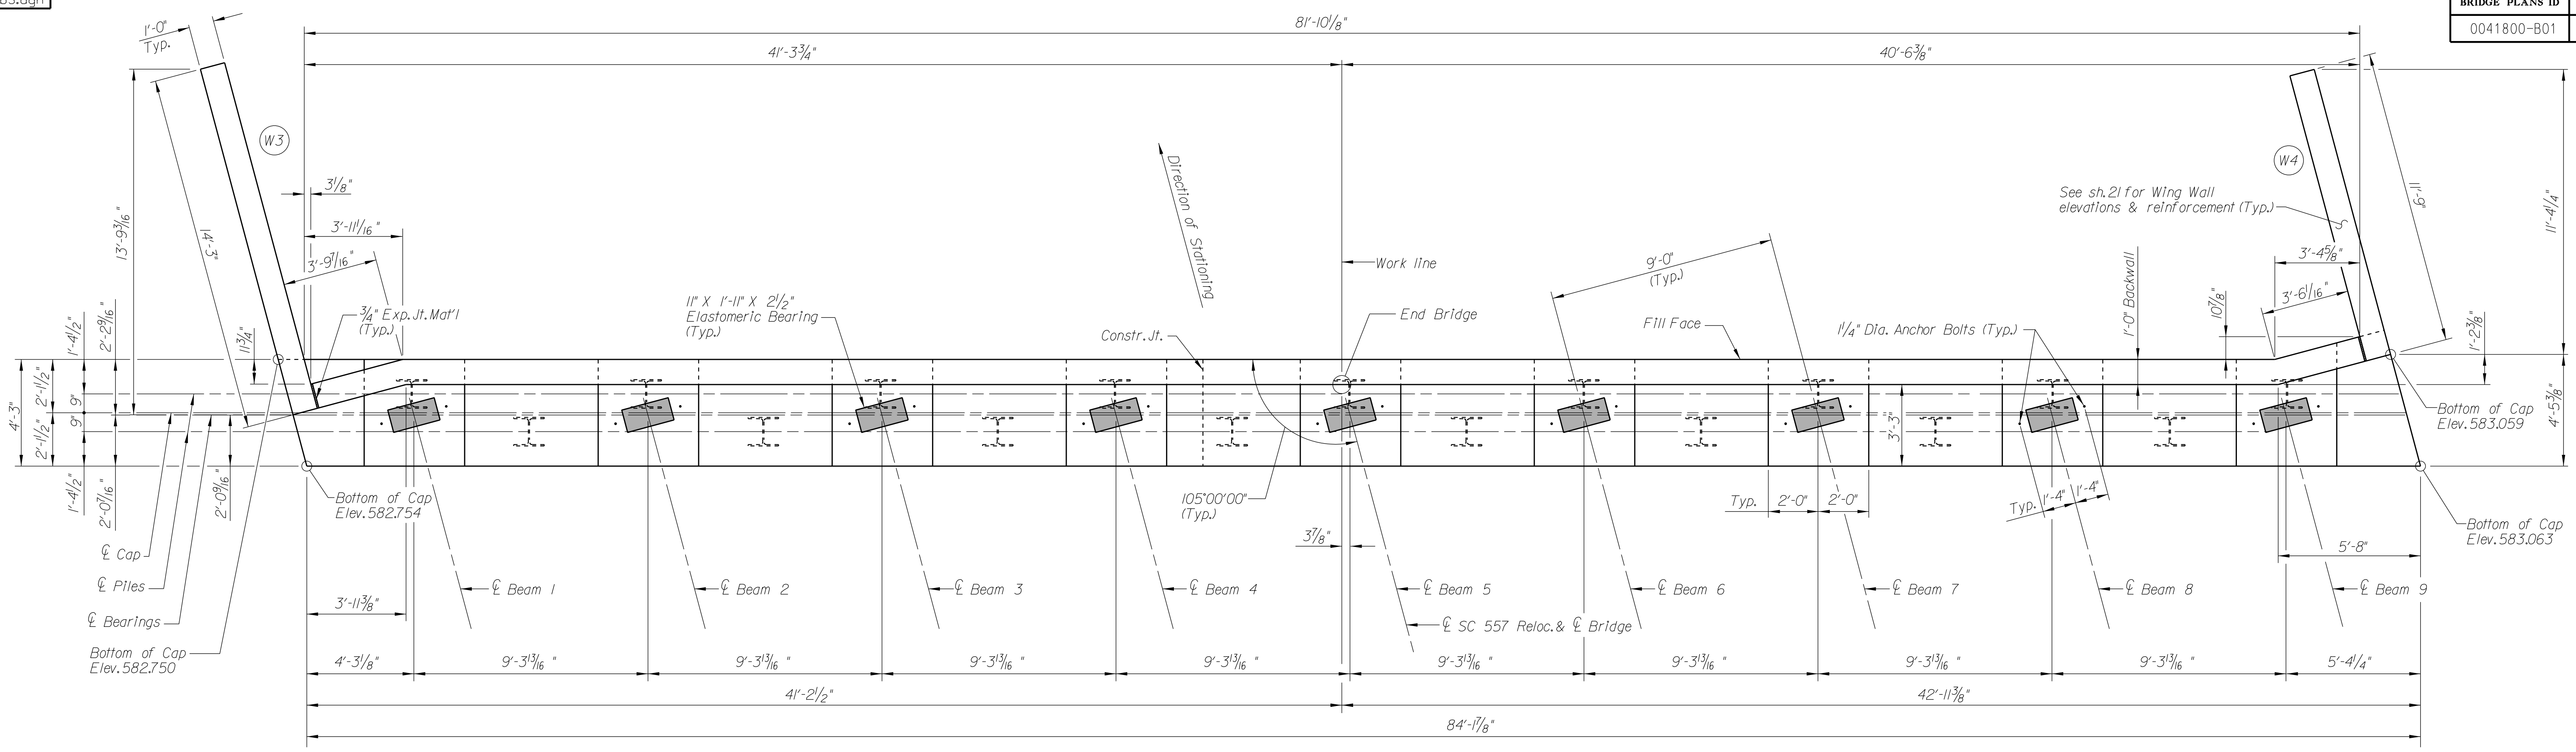 BRIDGE PLANS ID
0041800-B01
1'-0"
Typ.
81'-10 1/8"
41'-3 3/4"
40'-6 3/8"
W3
W4
13'-9 3/16"
14'-3"
3 1/8"
3'-11 1/16"
3'-9 7/16"
11 3/4"
3/4" Exp. Jt. Mat'l
(Typ.)
11" X 1'-11" X 2 1/2"
Elastomeric Bearing
(Typ.)
Direction of Stationing
Work line
End Bridge
Constr. Jt.
9'-0"
(Typ.)
Fill Face
1 1/4" Dia. Anchor Bolts (Typ.)
1'-0" Backwall
See sh. 21 for Wing Wall
elevations & reinforcement (Typ.)
11'-9"
11'-4 1/4"
3'-4 5/8"
3'-6 1/16"
10 7/8"
1'-2 3/8"
4'-5 3/8"
4'-3"
2'-1 1/2"
2'-1 1/2"
1'-4 1/2"
9"
9"
1'-4 1/2"
2'-2 9/16"
2'-0 7/16"
2'-0 9/16"
Bottom of Cap
Elev. 582.754
Bottom of Cap
Elev. 583.059
Bottom of Cap
Elev. 583.063
105°00'00"
(Typ.)
3'-3"
3 7/8"
Typ.
2'-0"
2'-0"
Typ.
1'-4"
1'-4"
5'-8"
℄ Cap
℄ Piles
℄ Bearings
Bottom of Cap
Elev. 582.750
3'-11 3/8"
℄ Beam 1
℄ Beam 2
℄ Beam 3
℄ Beam 4
℄ Beam 5
℄ Beam 6
℄ Beam 7
℄ Beam 8
℄ Beam 9
℄ SC 557 Reloc. & ℄ Bridge
4'-3 1/8"
9'-3 13/16"
9'-3 13/16"
9'-3 13/16"
9'-3 13/16"
9'-3 13/16"
9'-3 13/16"
9'-3 13/16"
9'-3 13/16"
5'-4 1/4"
41'-2 1/2"
42'-11 3/8"
84'-1 7/8"